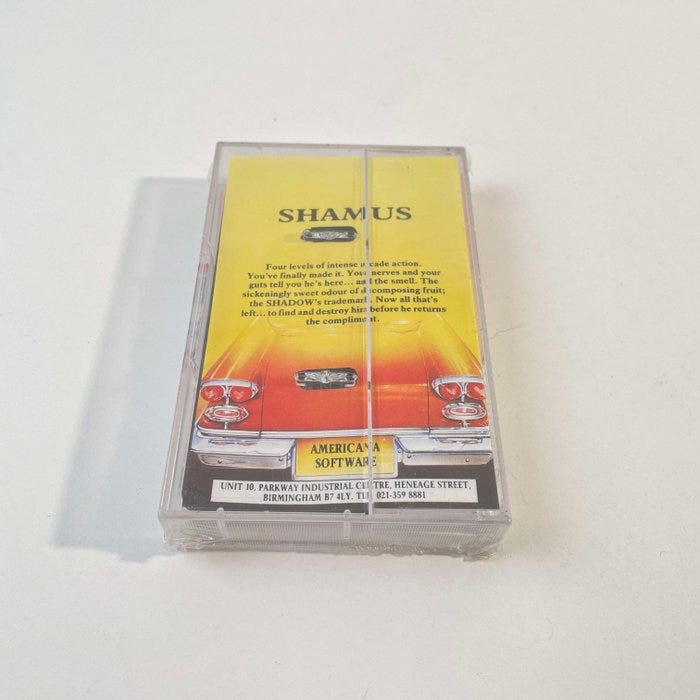 SHAMUS
Four levels of intense arcade action.
You've finally made it. Your nerves and your
guts tell you he's here... and the smell. The
sickeningly sweet odour of decomposing fruit;
the SHADOW's trademark. Now all that's
left... to find and destroy him before he returns
the compliment.
AMERICANA
SOFTWARE
UNIT 10, PARKWAY INDUSTRIAL CENTRE, HENEAGE STREET,
BIRMINGHAM B7 4LY. TEL: 021-359 8881